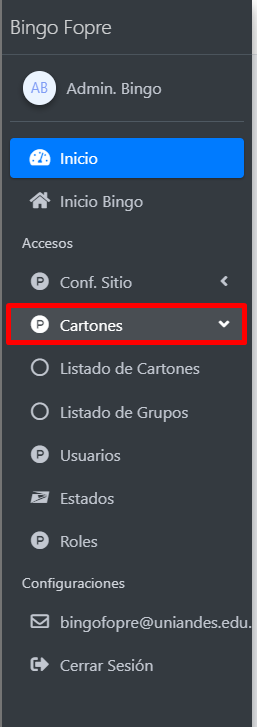 Bingo Fopre
AB Admin. Bingo
Inicio
Inicio Bingo
Accesos
P Conf. Sitio
P Cartones
Listado de Cartones
Listado de Grupos
P Usuarios
Estados
P Roles
Configuraciones
bingofopre@uniandes.edu.
Cerrar Sesión